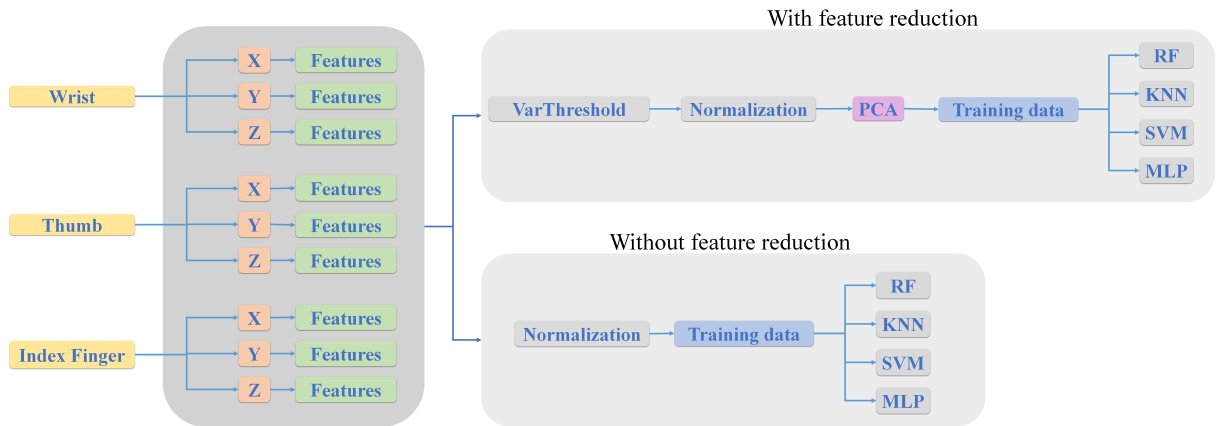 Wrist
X Features
Y Features
Z Features
Thumb
X Features
Y Features
Z Features
Index Finger
X Features
Y Features
Z Features
With feature reduction
VarThreshold Normalization PCA Training data
RF
KNN
SVM
MLP
Without feature reduction
Normalization Training data
RF
KNN
SVM
MLP